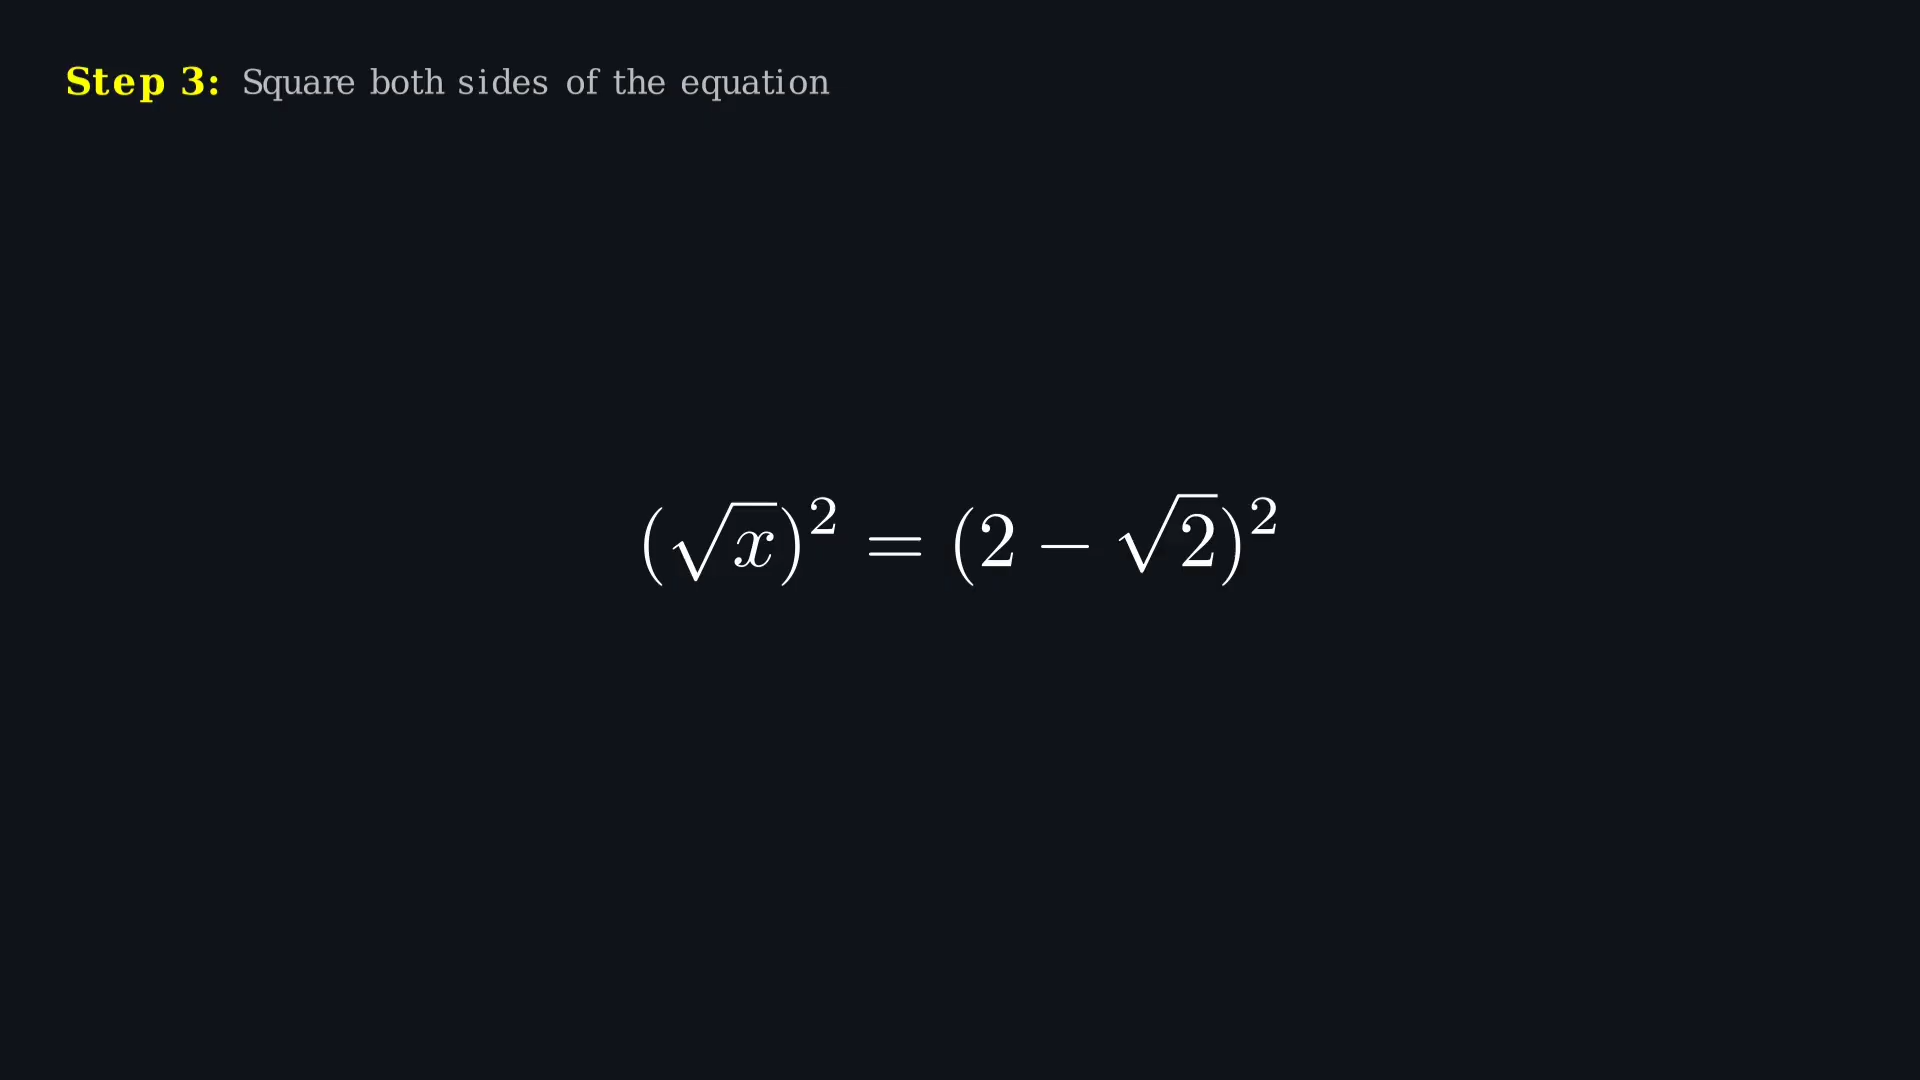 Step 3: Square both sides of the equation
(√x)² = (2 − √2)²